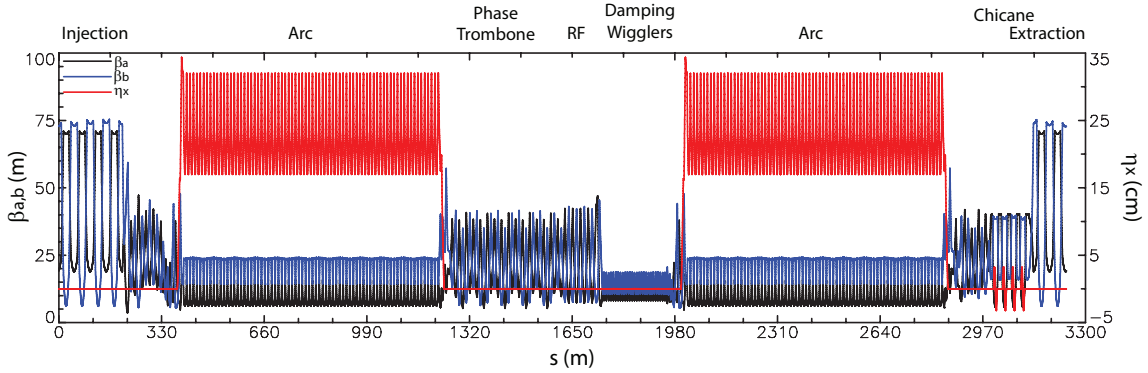 Injection Arc Phase Trombone RF Damping Wigglers Arc Chicane Extraction
βa
βb
ηx
βa,b (m)
100
75
50
25
0
ηx (cm)
35
25
15
5
-5
0 330 660 990 1320 1650 1980 2310 2640 2970 3300
s (m)